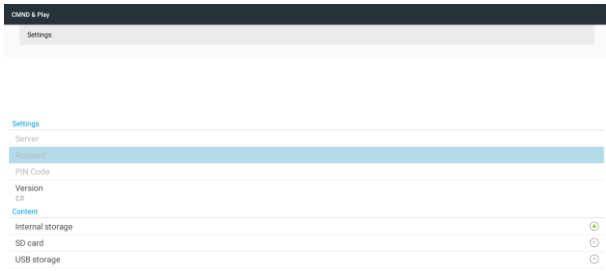 CMND & Play
Settings
Settings
Server
Account
PIN Code
Version
2.0
Content
Internal storage
SD card
USB storage